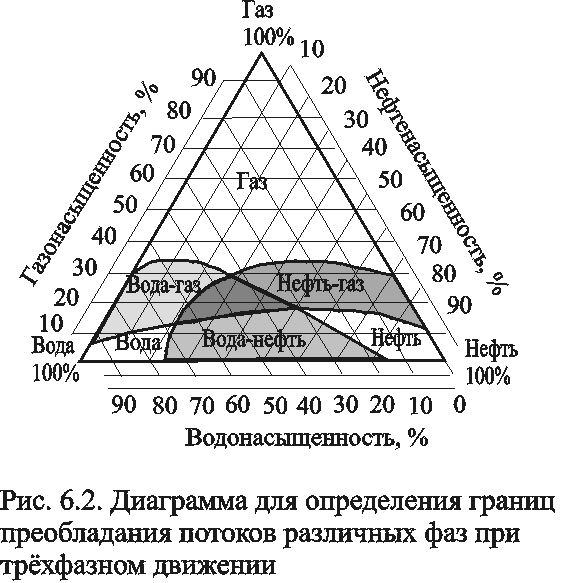 Газ
100%
10
20
30
40
50
60
70
80
90
Нефтенасыщенность, %
90
80
70
60
50
40
30
20
10
Газонасыщенность, %
Газ
Вода-газ
Нефть-газ
Вода
Вода-нефть
Нефть
Вода
100%
Нефть
100%
90 80 70 60 50 40 30 20 10 0
Водонасыщенность, %
Рис. 6.2. Диаграмма для определения границ
преобладания потоков различных фаз при
трёхфазном движении